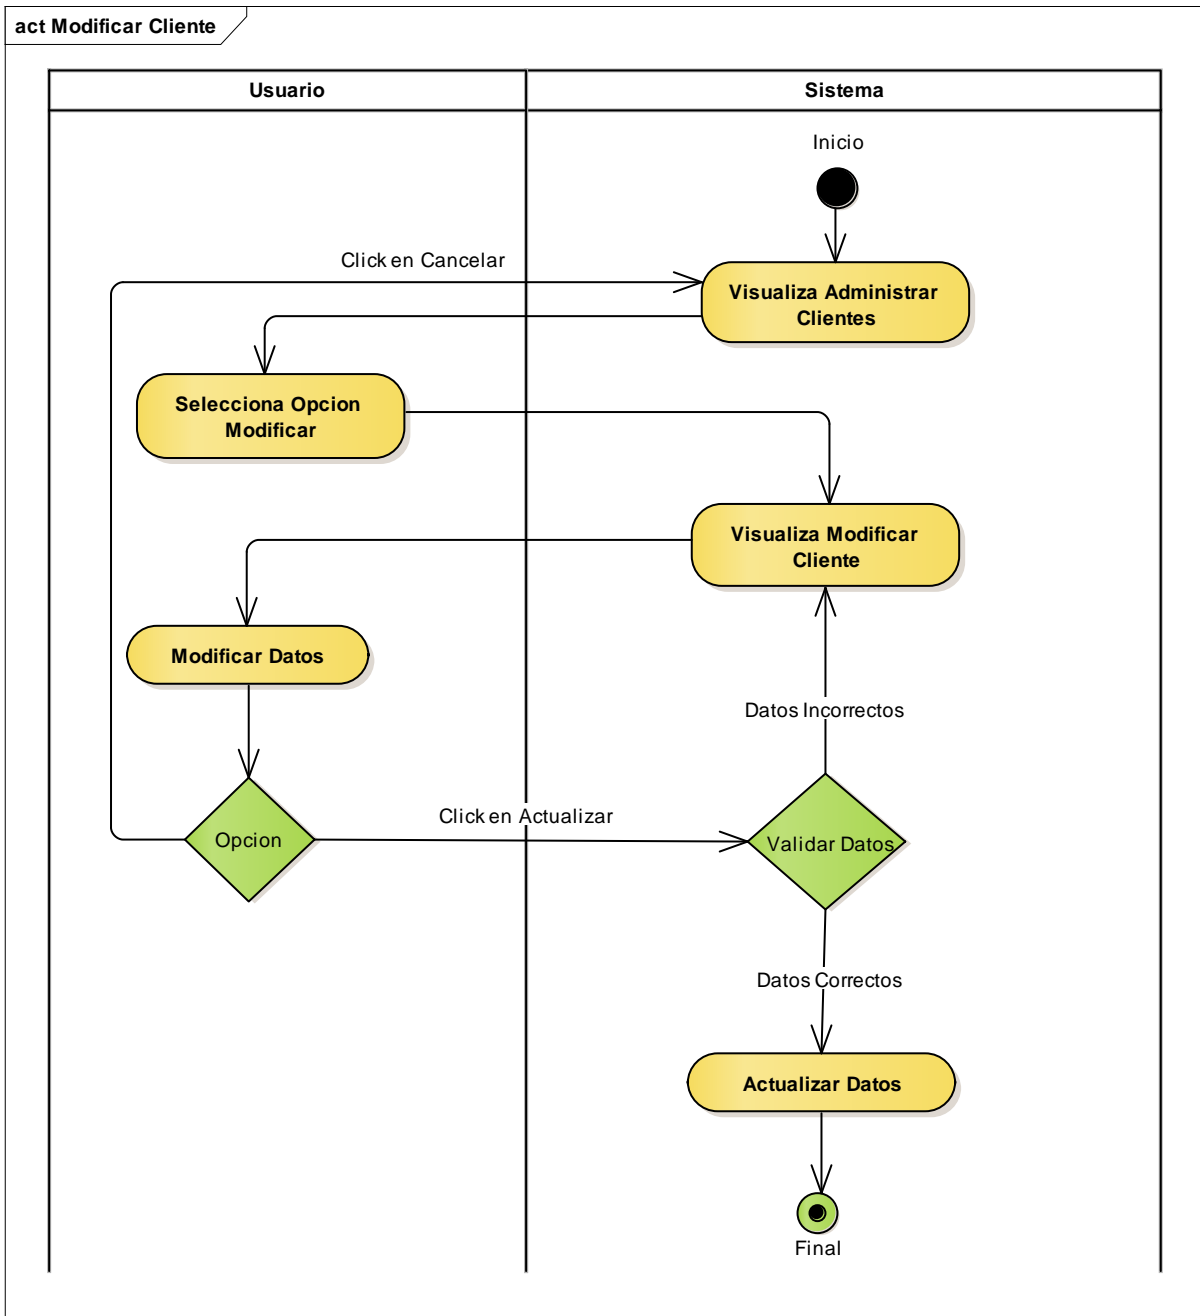 act Modificar Cliente
Usuario
Sistema
Inicio
Click en Cancelar
Visualiza Administrar
Clientes
Selecciona Opcion
Modificar
Visualiza Modificar
Cliente
Modificar Datos
Datos Incorrectos
Click en Actualizar
Opcion
Validar Datos
Datos Correctos
Actualizar Datos
Final